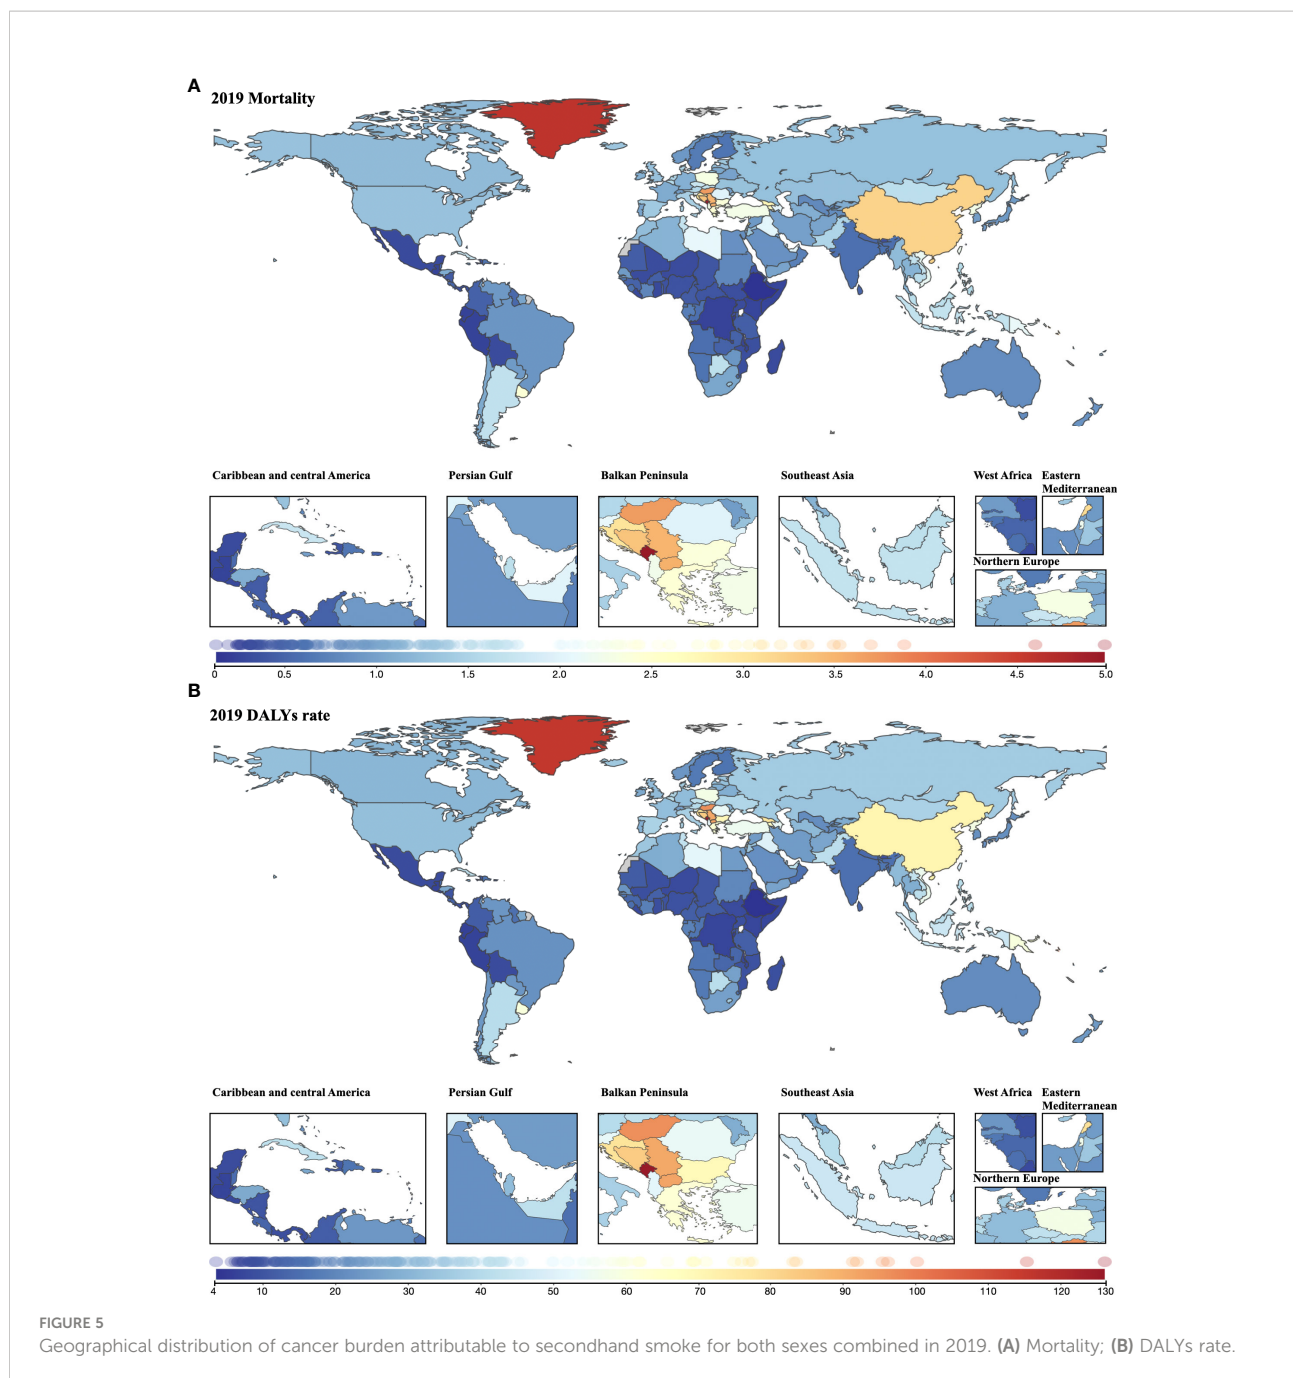 A
2019 Mortality
Caribbean and central America
Persian Gulf
Balkan Peninsula
Southeast Asia
West Africa
Eastern
Mediterranean
Northern Europe
0 0.5 1.0 1.5 2.0 2.5 3.0 3.5 4.0 4.5 5.0
B
2019 DALYs rate
Caribbean and central America
Persian Gulf
Balkan Peninsula
Southeast Asia
West Africa
Eastern
Mediterranean
Northern Europe
4 10 20 30 40 50 60 70 80 90 100 110 120 130
FIGURE 5
Geographical distribution of cancer burden attributable to secondhand smoke for both sexes combined in 2019. (A) Mortality; (B) DALYs rate.